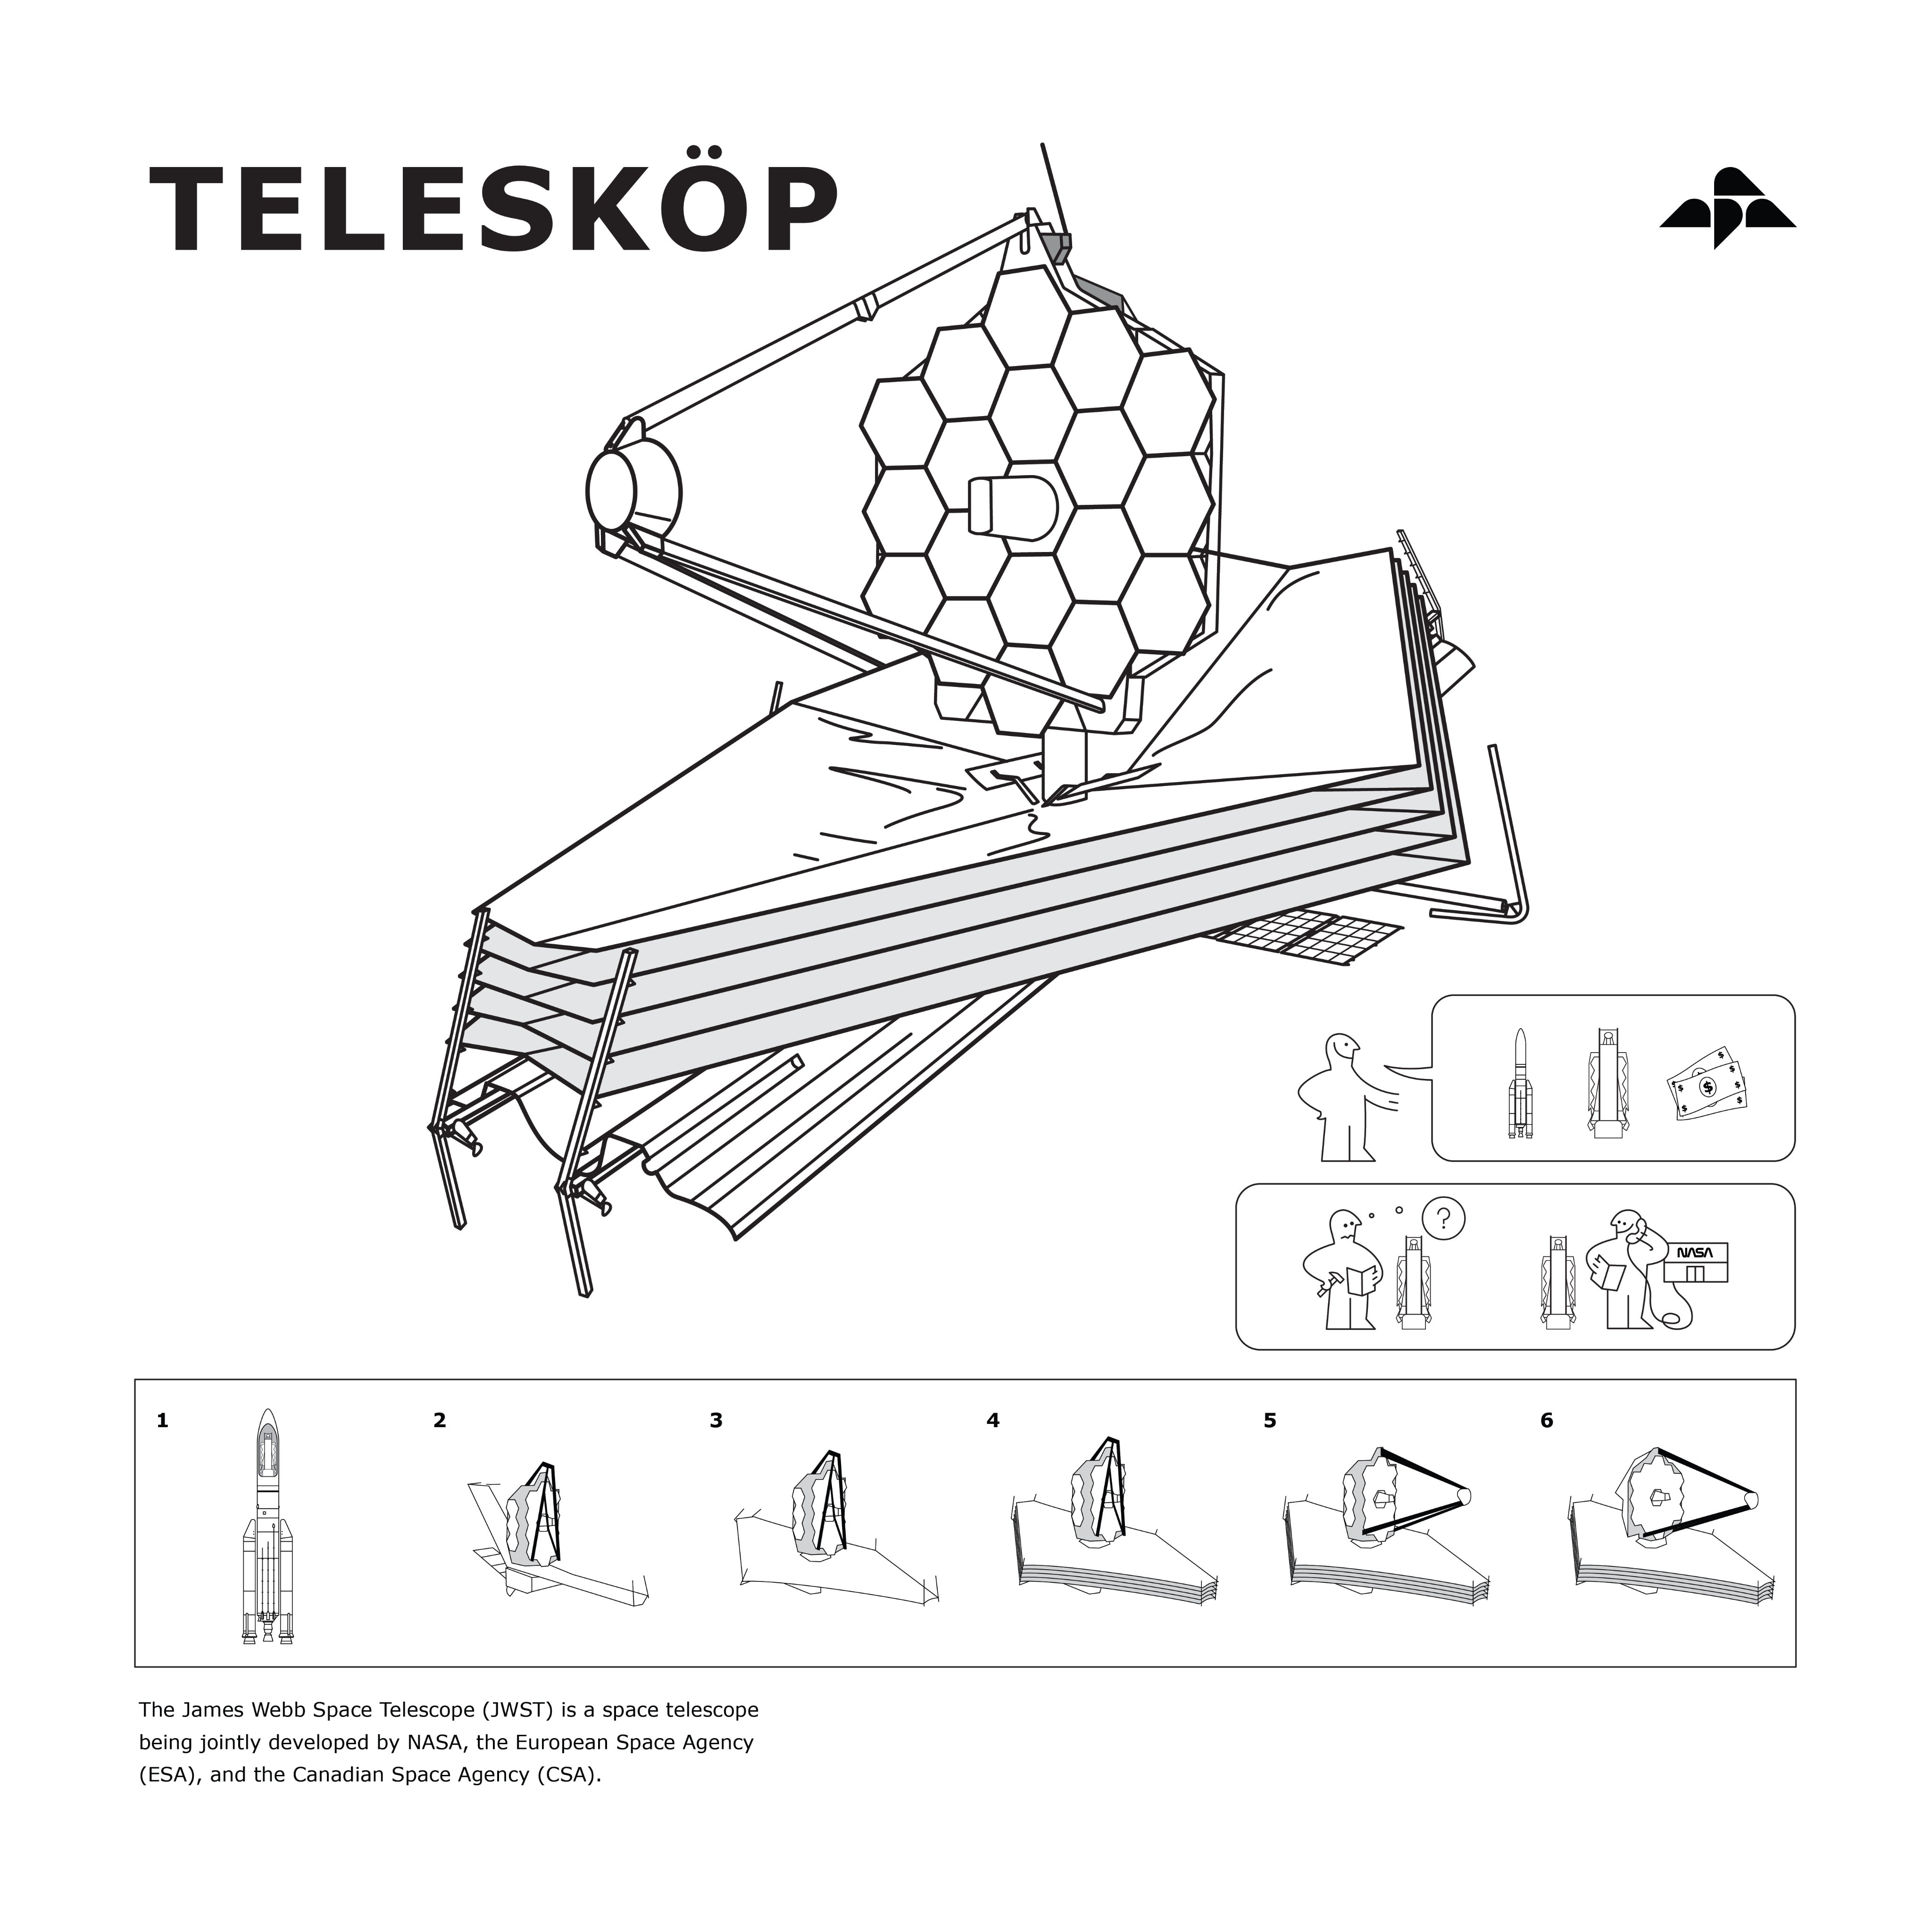 TELESKÖP
?
NASA
$
$ $
$ $
$ $
1 2 3 4 5 6
The James Webb Space Telescope (JWST) is a space telescope
being jointly developed by NASA, the European Space Agency
(ESA), and the Canadian Space Agency (CSA).